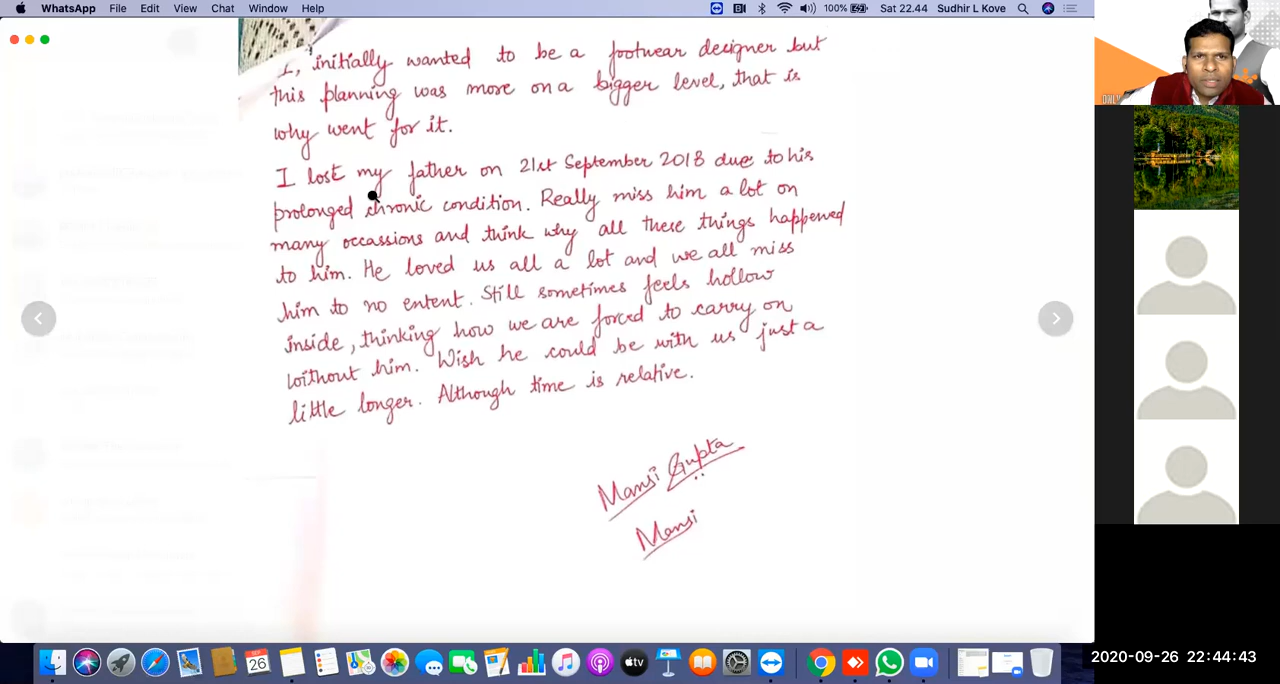 WhatsApp File Edit View Chat Window Help 100% Sat 22.44 Sudhir L Kove
I, initially wanted to be a footwear designer but
this planning was more on a bigger level, that is
why went for it.
I lost my father on 21st September 2018 due to his
prolonged chronic condition. Really miss him a lot on
many occassions and think why all these things happened
to him. He loved us all a lot and we all miss
him to no entent. Still sometimes feels hollow
inside, thinking how we are forced to carry on
without him. Wish he could be with us just a
little longer. Although time is relative.
Mansi Gupta
Mansi
SEP
26
tv
2020-09-26 22:44:43